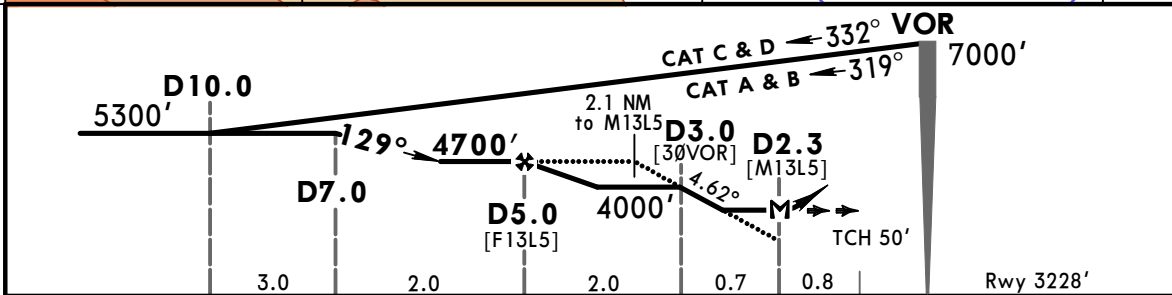 CAT C & D 332° VOR
7000'
CAT A & B 319°
D10.0
5300'
2.1 NM
to M13L5
129° 4700'
D3.0
[30VOR]
D2.3
[M13L5]
4.62°
D7.0
D5.0
[F13L5]
4000'
TCH 50'
3.0 2.0 2.0 0.7 0.8 Rwy 3228'